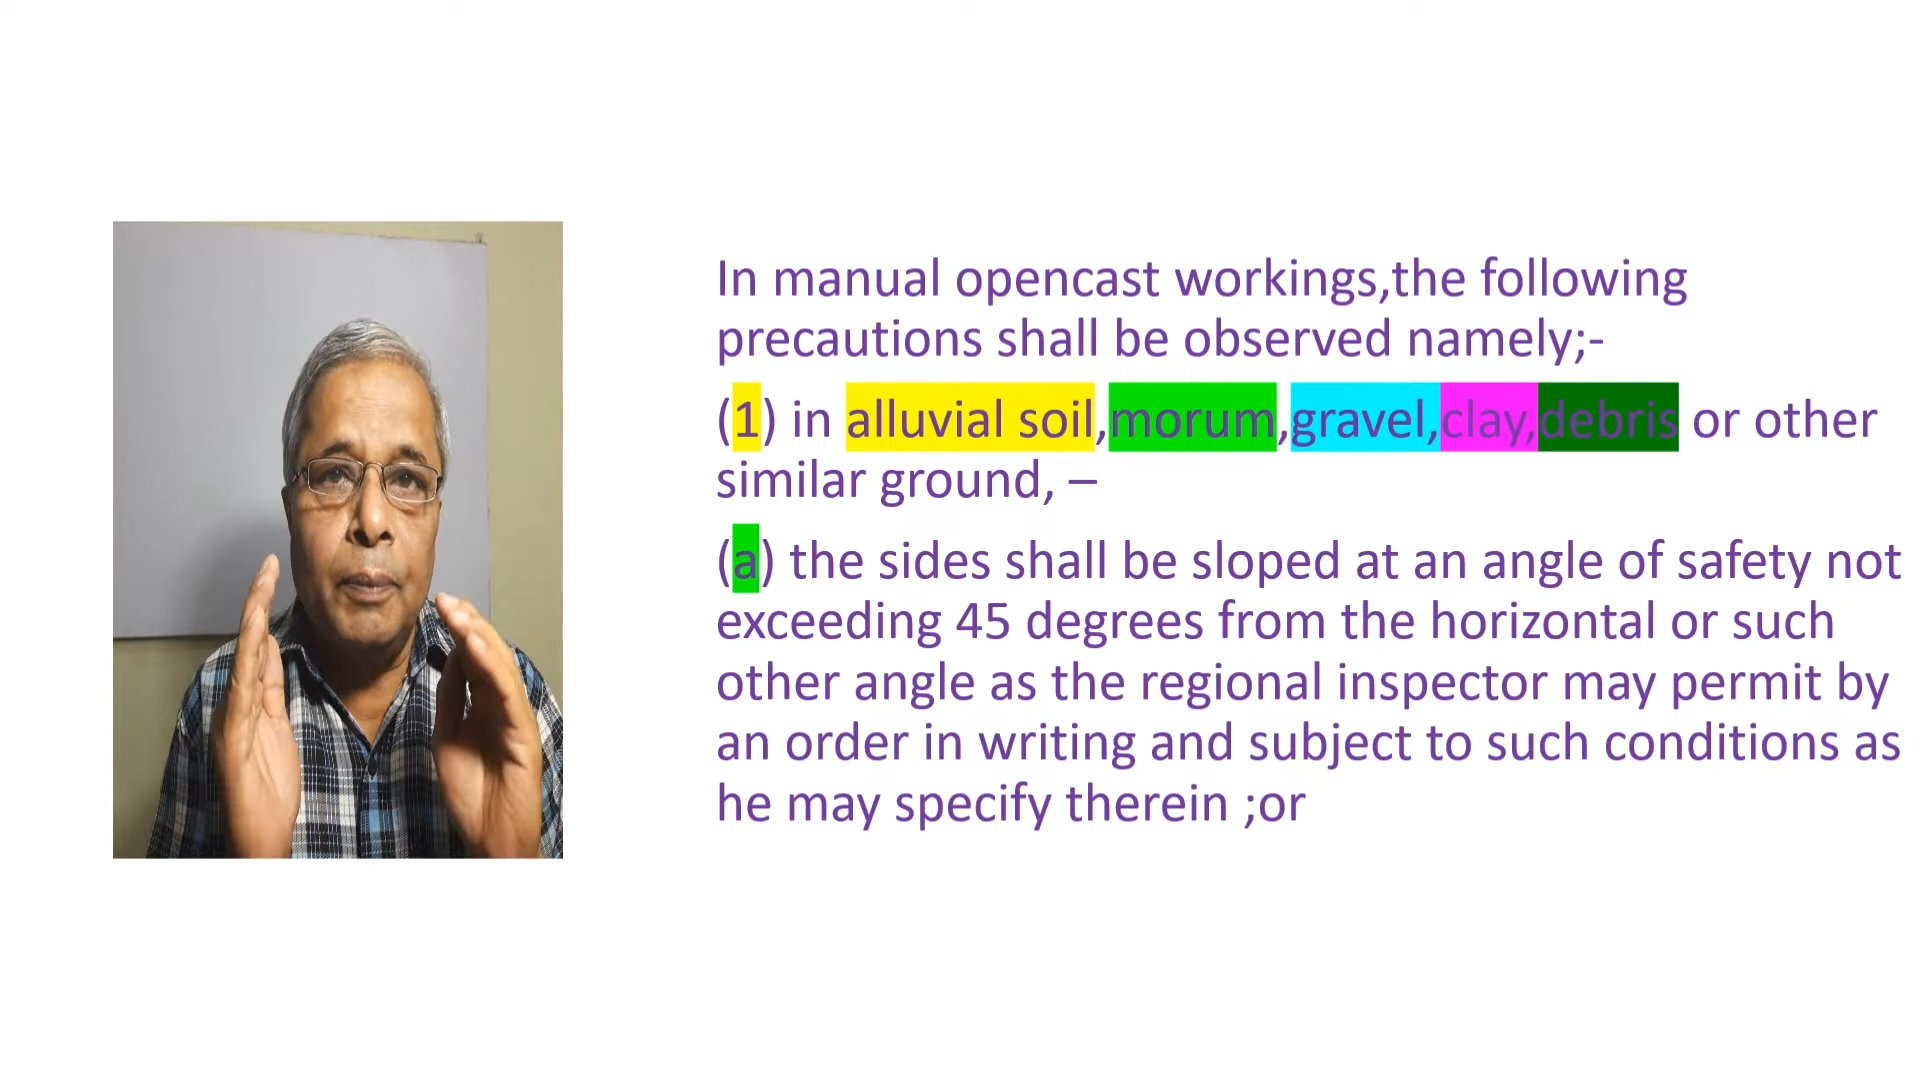 In manual opencast workings,the following
precautions shall be observed namely;-
(1) in alluvial soil,morum,gravel,clay,debris or other
similar ground, –
(a) the sides shall be sloped at an angle of safety not
exceeding 45 degrees from the horizontal or such
other angle as the regional inspector may permit by
an order in writing and subject to such conditions as
he may specify therein ;or